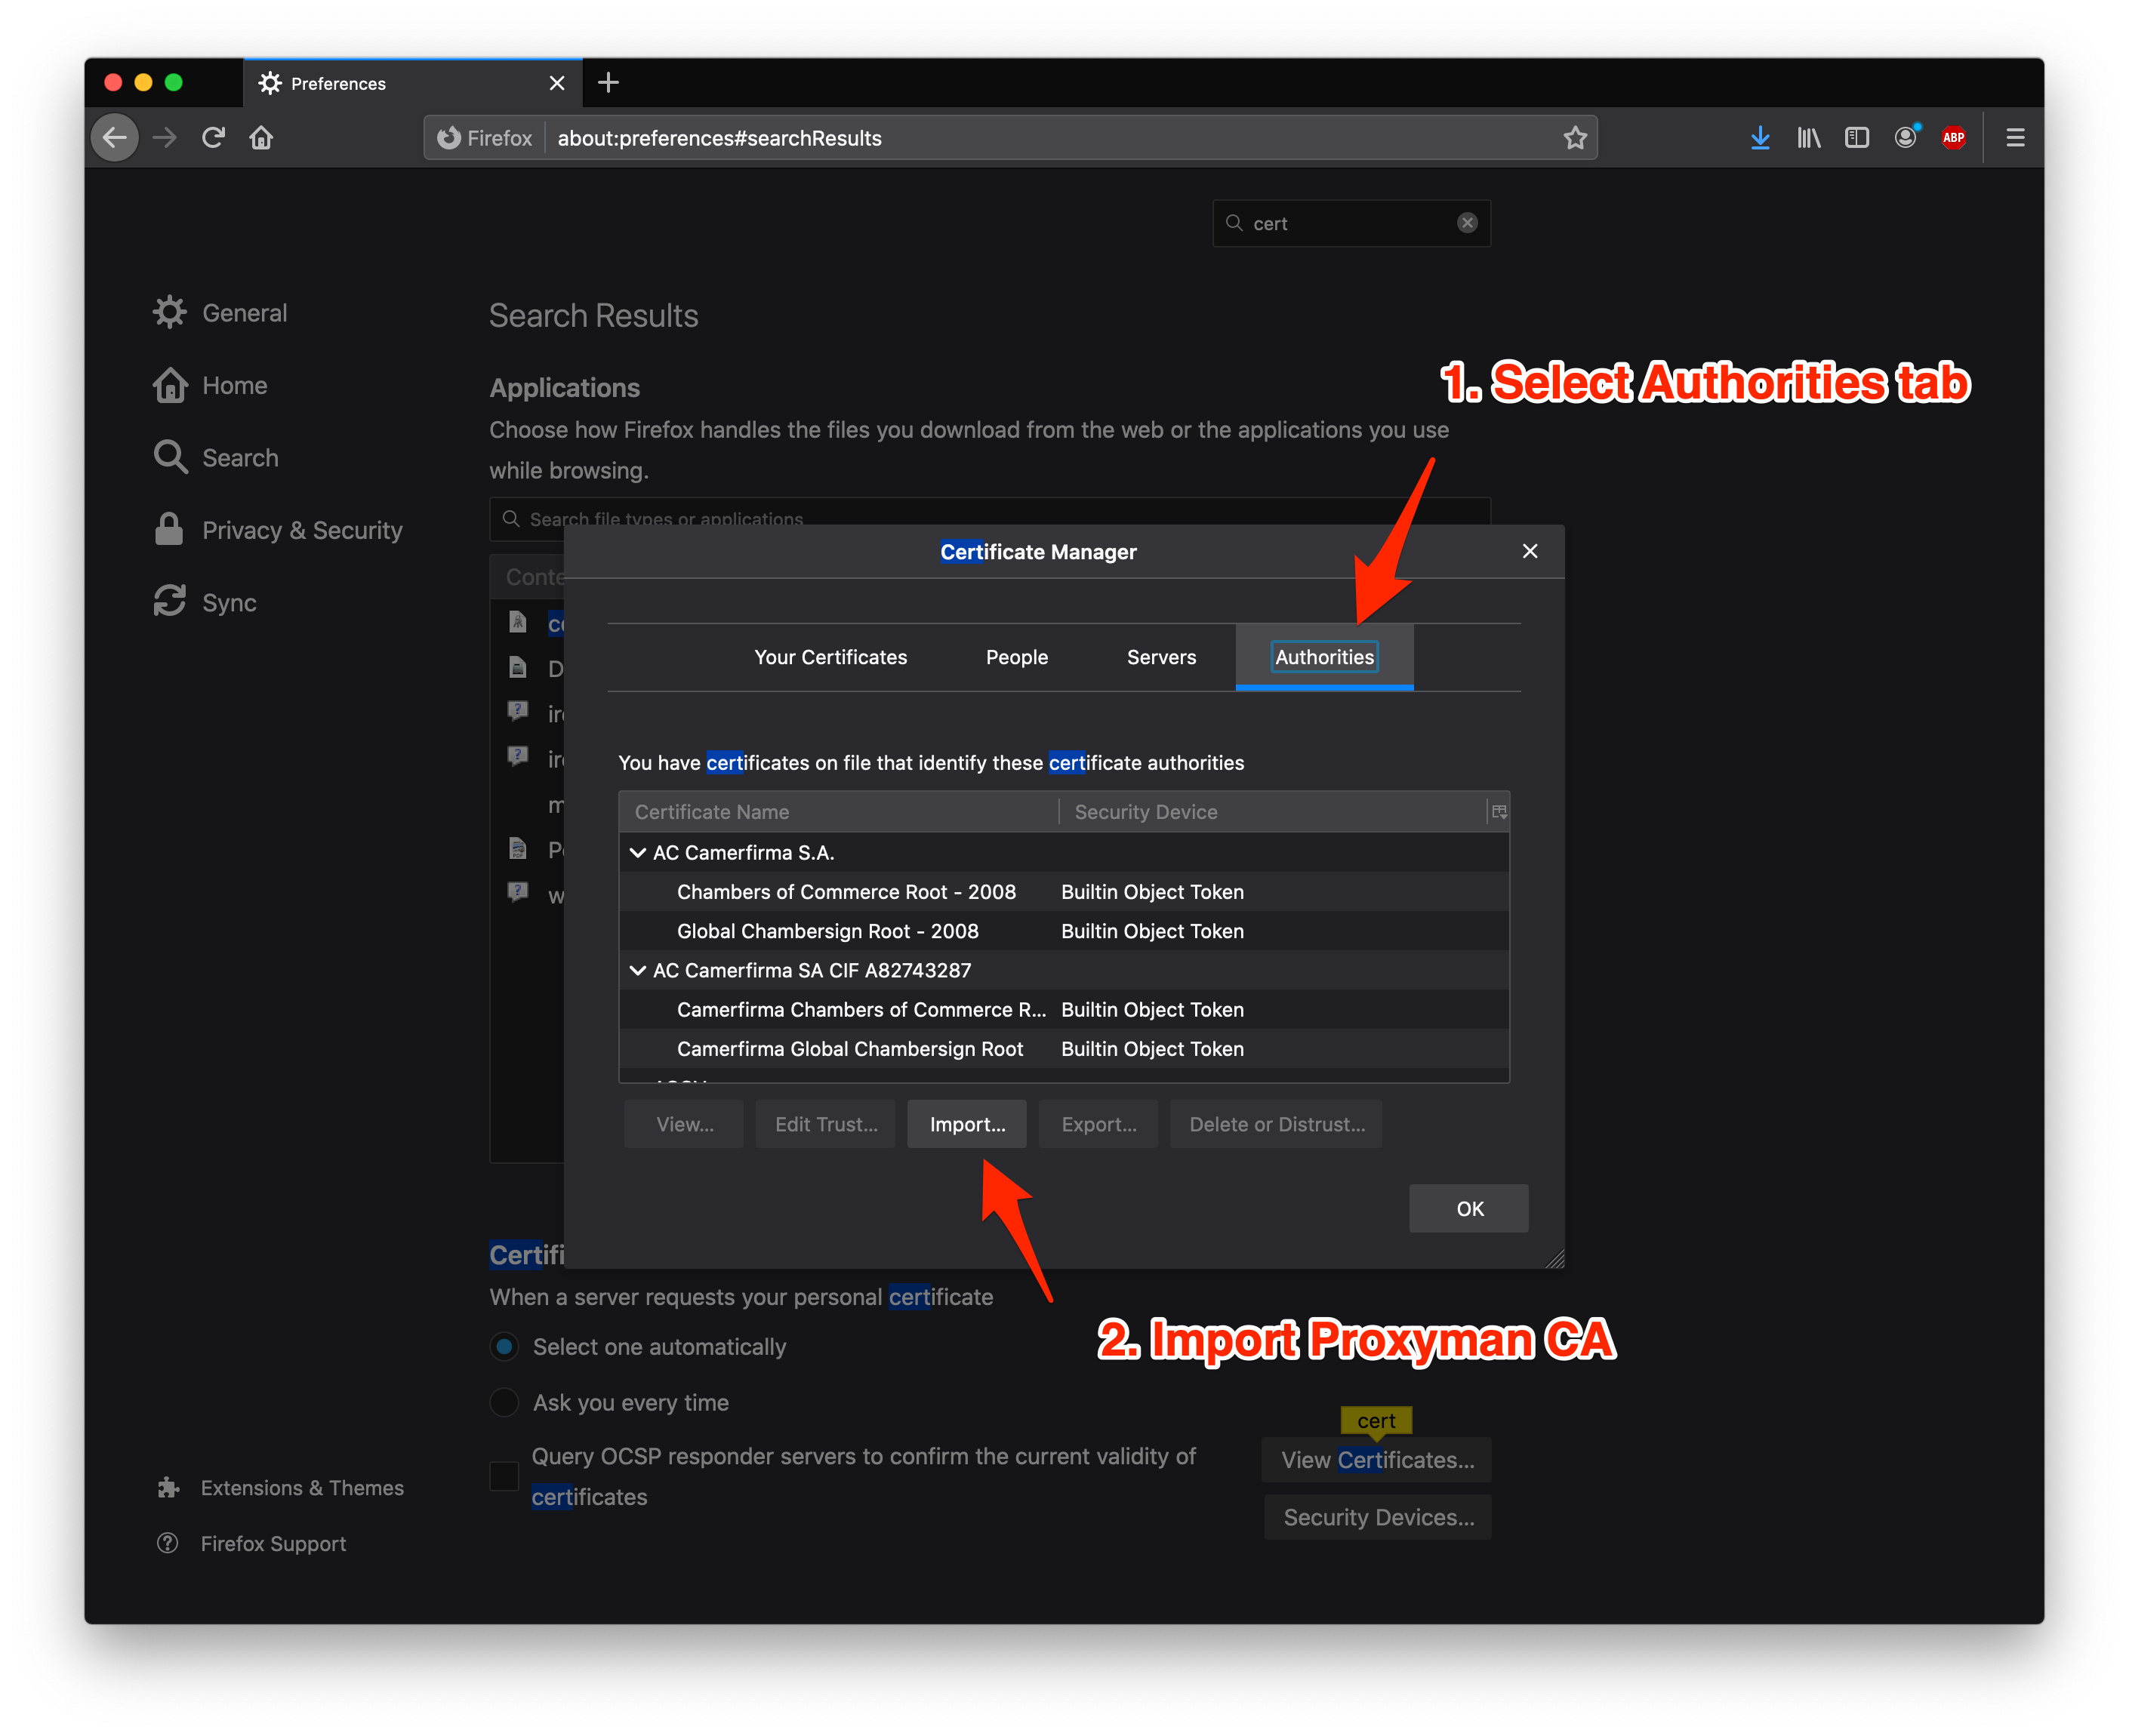 Preferences
Firefox about:preferences#searchResults
ABP
cert
General
Home
Search
Privacy & Security
Sync
Search Results
Applications
Choose how Firefox handles the files you download from the web or the applications you use
while browsing.
Search file types or applications
1. Select Authorities tab
Certificate Manager
Your Certificates People Servers Authorities
You have certificates on file that identify these certificate authorities
Certificate Name Security Device
AC Camerfirma S.A.
Chambers of Commerce Root - 2008 Builtin Object Token
Global Chambersign Root - 2008 Builtin Object Token
AC Camerfirma SA CIF A82743287
Camerfirma Chambers of Commerce R... Builtin Object Token
Camerfirma Global Chambersign Root Builtin Object Token
View... Edit Trust... Import... Export... Delete or Distrust...
OK
2. Import Proxyman CA
When a server requests your personal certificate
Select one automatically
Ask you every time
Query OCSP responder servers to confirm the current validity of
certificates
cert
View Certificates...
Security Devices...
Extensions & Themes
Firefox Support